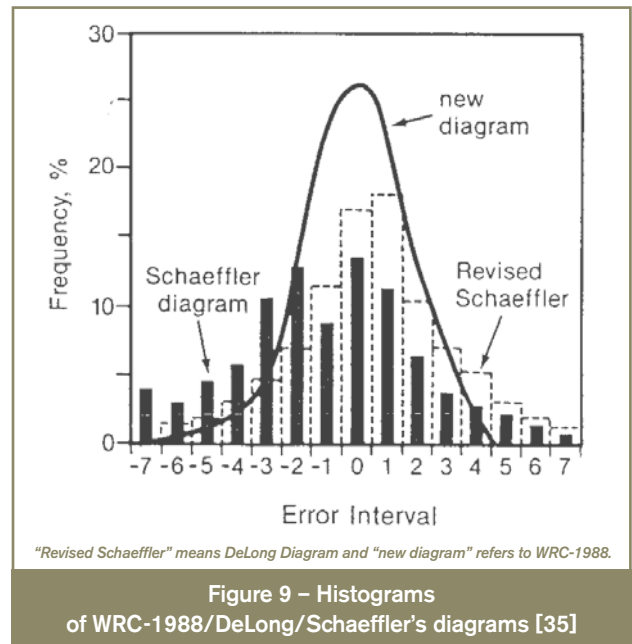 30
20
10
0
Frequency, %
new
diagram
Schaeffler
diagram
Revised
Schaeffler
-7 -6 -5 -4 -3 -2 -1 0 1 2 3 4 5 6 7
Error Interval
“Revised Schaeffler” means DeLong Diagram and “new diagram” refers to WRC-1988.
Figure 9 – Histograms
of WRC-1988/DeLong/Schaeffler's diagrams [35]